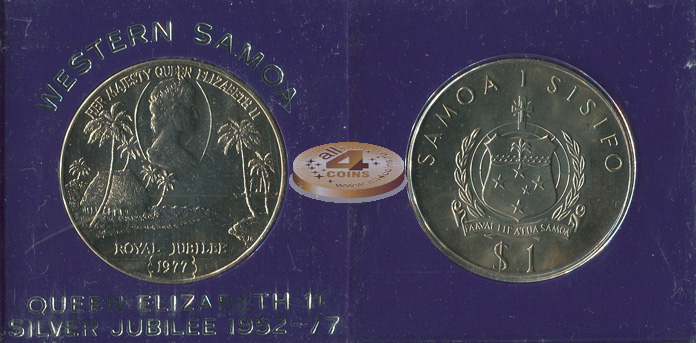 WESTERN SAMOA
HER MAJESTY QUEEN ELIZABETH II
ROYAL JUBILEE
1977
QUEEN ELIZABETH II
SILVER JUBILEE 1952-77
all
4
COINS
SAMOA I SISIFO
FAAVAE I LE ATUA SAMOA
$1